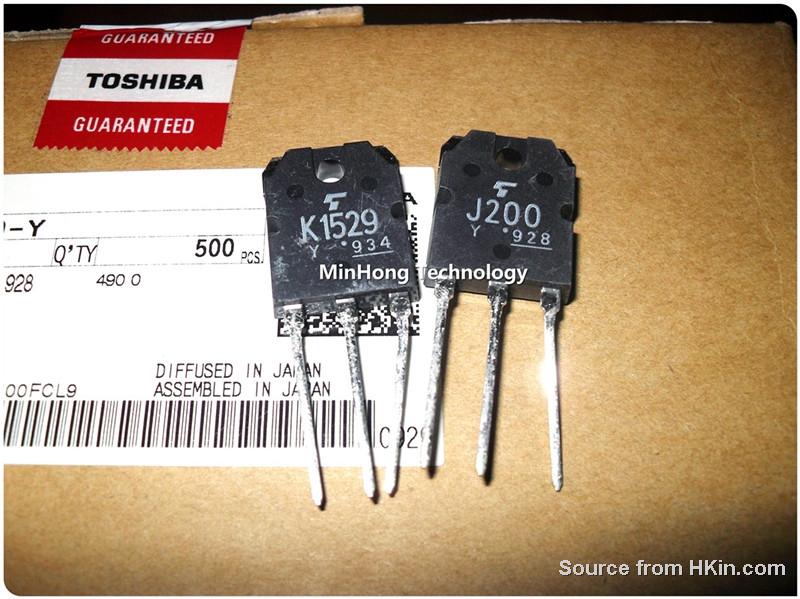 GUARANTEED
TOSHIBA
GUARANTEED
-Y
Q'TY 500 PCS.
928 490 0
K1529
Y 934
J200
Y 928
MinHong Technology
DIFFUSED IN JAPAN
ASSEMBLED IN JAPAN
00FCL9
Source from HKin.com